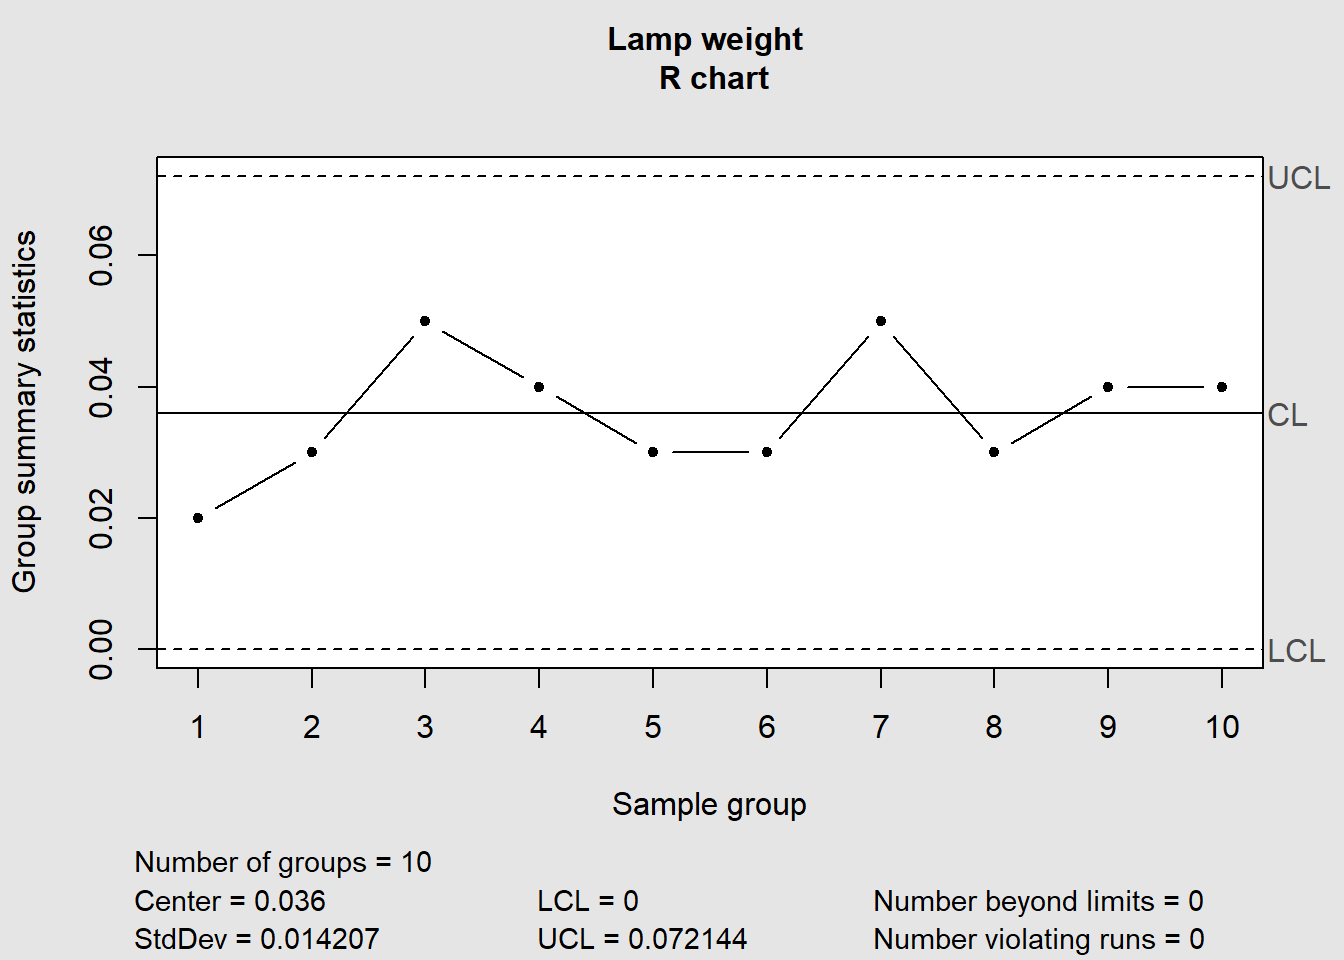 Lamp weight
R chart
Group summary statistics
0.06
0.04
0.02
0.00
UCL
CL
LCL
1 2 3 4 5 6 7 8 9 10
Sample group
Number of groups = 10
Center = 0.036 LCL = 0 Number beyond limits = 0
StdDev = 0.014207 UCL = 0.072144 Number violating runs = 0